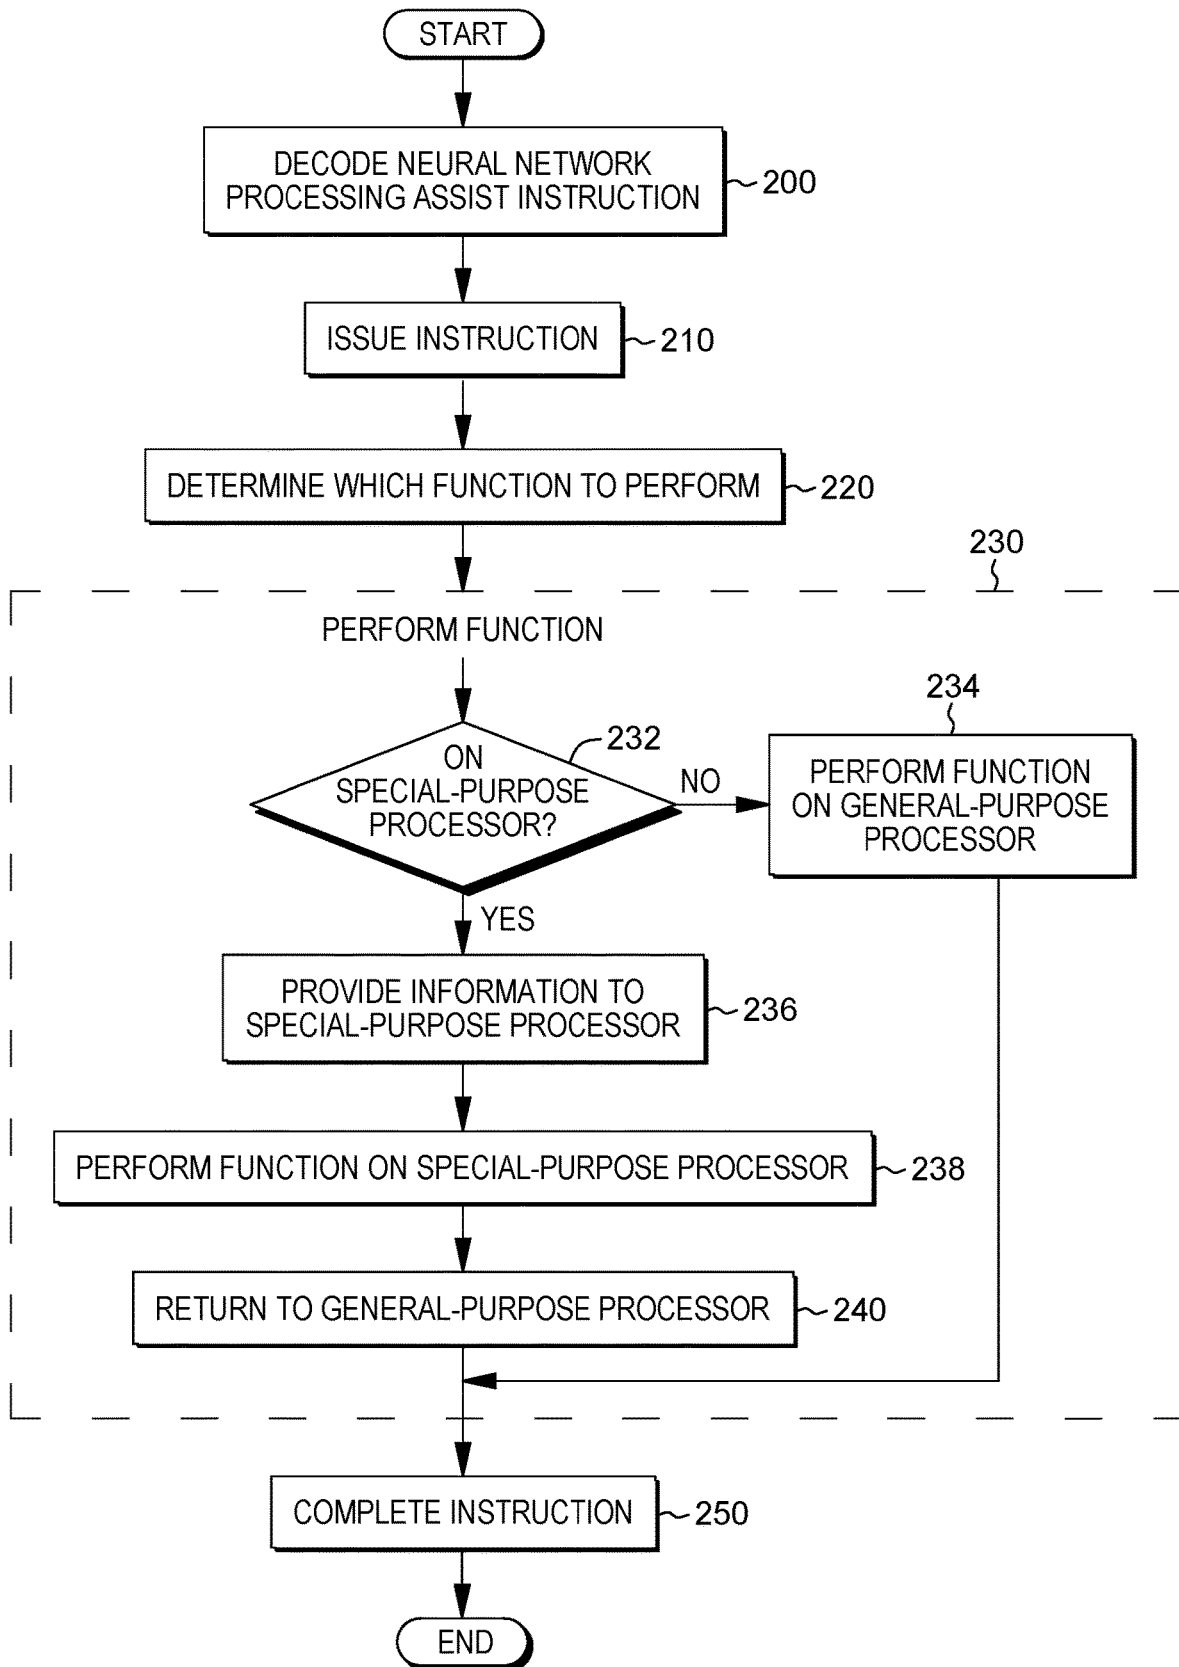 START
DECODE NEURAL NETWORK
PROCESSING ASSIST INSTRUCTION
200
ISSUE INSTRUCTION
210
DETERMINE WHICH FUNCTION TO PERFORM
220
230
PERFORM FUNCTION
232
ON
SPECIAL-PURPOSE
PROCESSOR?
NO
234
PERFORM FUNCTION
ON GENERAL-PURPOSE
PROCESSOR
YES
PROVIDE INFORMATION TO
SPECIAL-PURPOSE PROCESSOR
236
PERFORM FUNCTION ON SPECIAL-PURPOSE PROCESSOR
238
RETURN TO GENERAL-PURPOSE PROCESSOR
240
COMPLETE INSTRUCTION
250
END